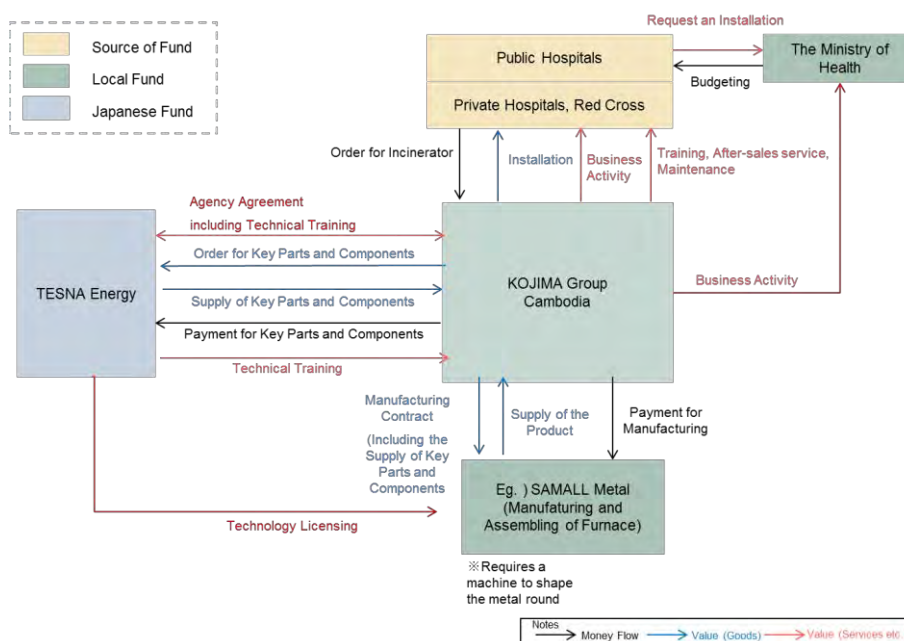 Source of Fund
Local Fund
Japanese Fund
Public Hospitals
Private Hospitals, Red Cross
Request an Installation
The Ministry of
Health
Budgeting
Order for Incinerator
Installation
Business
Activity
Training, After-sales service,
Maintenance
Agency Agreement
including Technical Training
Order for Key Parts and Components
TESNA Energy
Supply of Key Parts and Components
Payment for Key Parts and Components
Technical Training
KOJIMA Group
Cambodia
Business Activity
Manufacturing
Contract
(Including the
Supply of Key
Parts and
Components
Supply of the
Product
Payment for
Manufacturing
Eg. ) SAMALL Metal
(Manufaturing and
Assembling of Furnace)
Technology Licensing
※Requires a
machine to shape
the metal round
Notes
Money Flow
Value (Goods)
Value (Services etc.